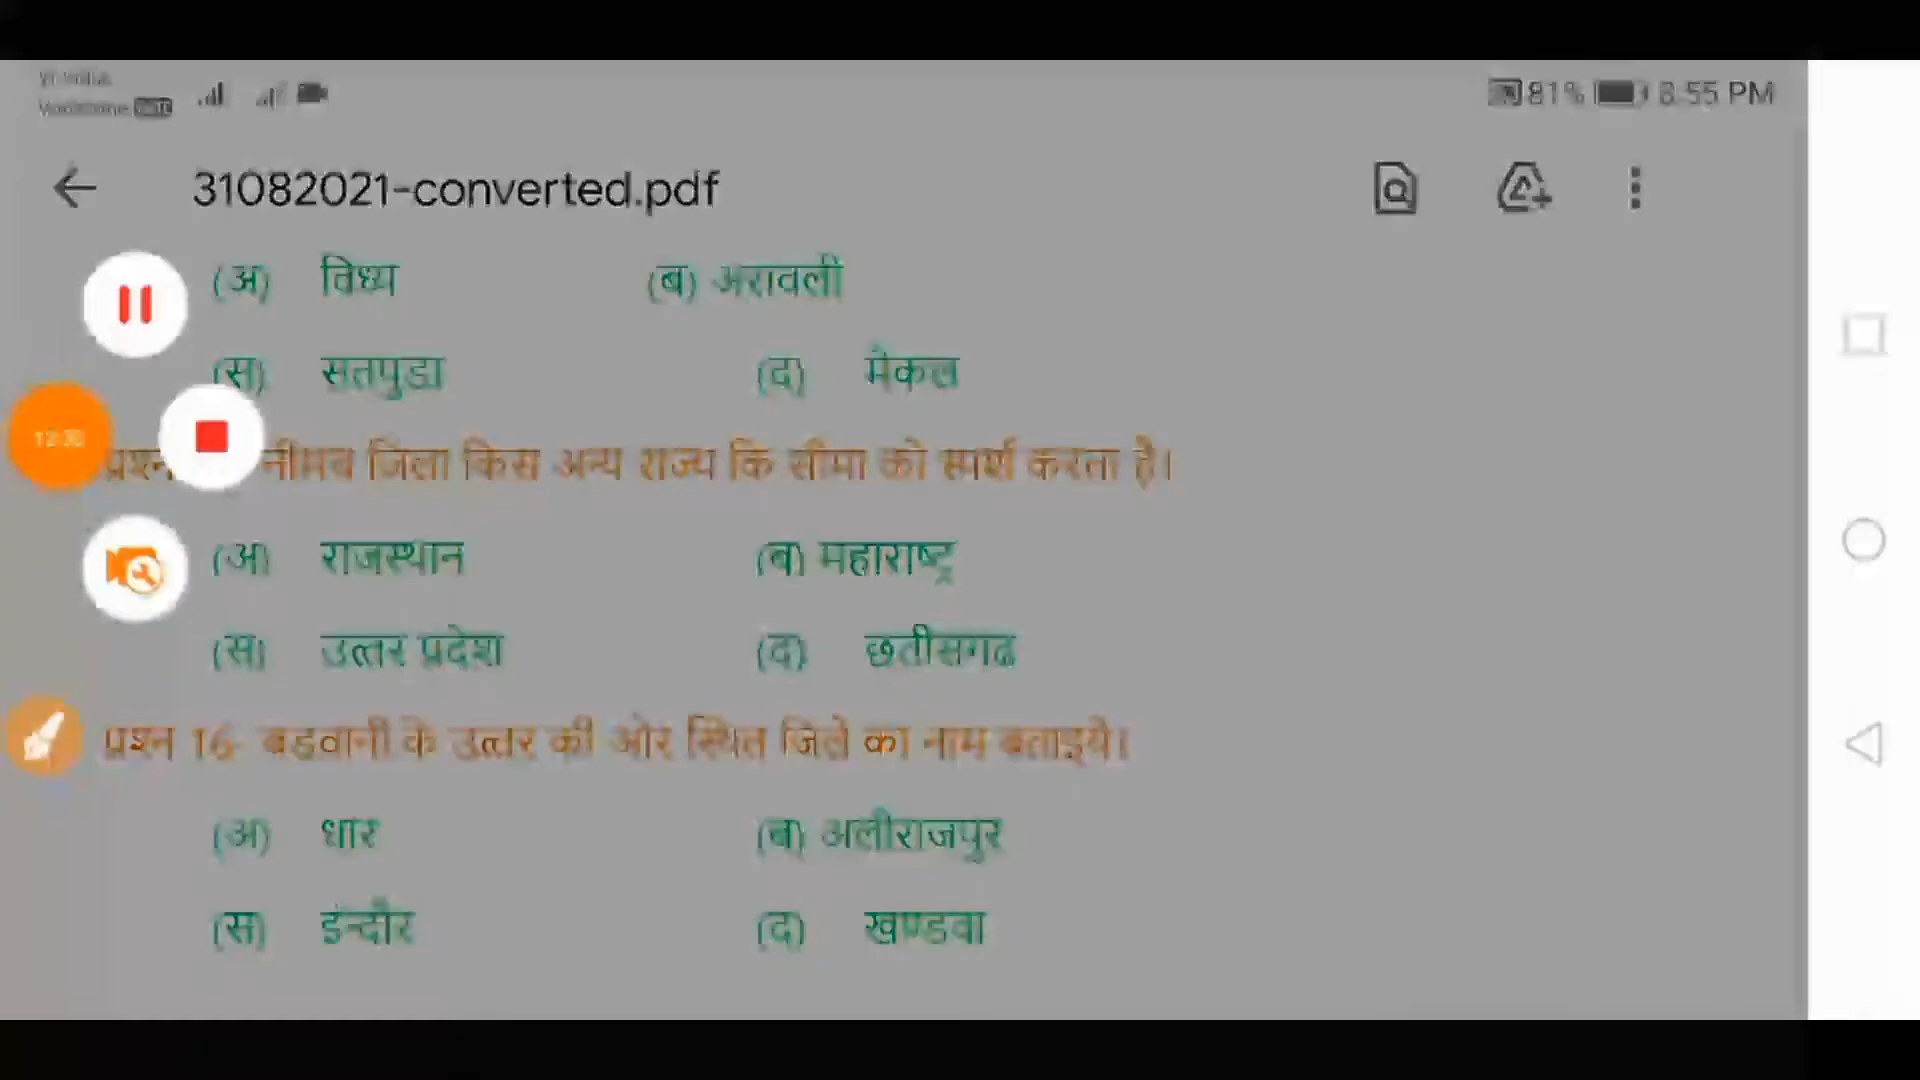 81% 8:55 PM
31082021-converted.pdf
(अ) विध्य (ब) अरावली
(स) सतपुडा (द) मेकल
प्रश्न नीमच जिला किस अन्य राज्य कि सीमा को स्पर्श करता है।
(अ) राजस्थान (ब) महाराष्ट्र
(स) उत्तर प्रदेश (द) छतीसगढ
प्रश्न 16- बडवानी के उत्तर की ओर स्थित जिले का नाम बताइये।
(अ) धार (ब) अलीराजपुर
(स) इन्दौर (द) खण्डवा